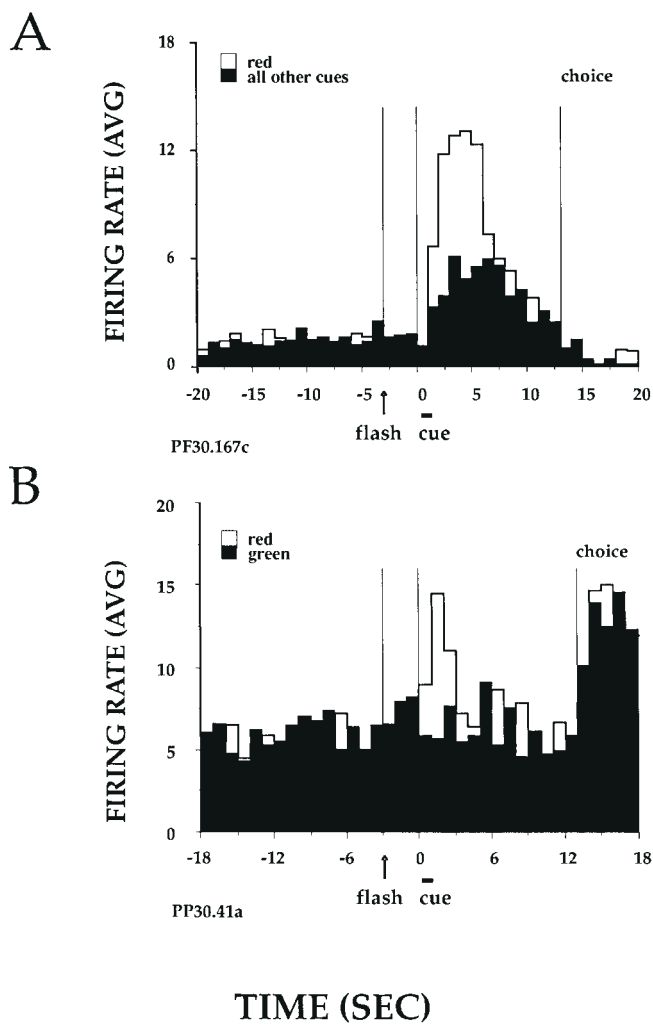 A
18
12
6
0
FIRING RATE (AVG)
red
all other cues
choice
-20 -15 -10 -5 0 5 10 15 20
flash cue
PF30.167c
B
20
15
10
5
0
FIRING RATE (AVG)
red
green
choice
-18 -12 -6 0 6 12 18
flash cue
PP30.41a
TIME (SEC)